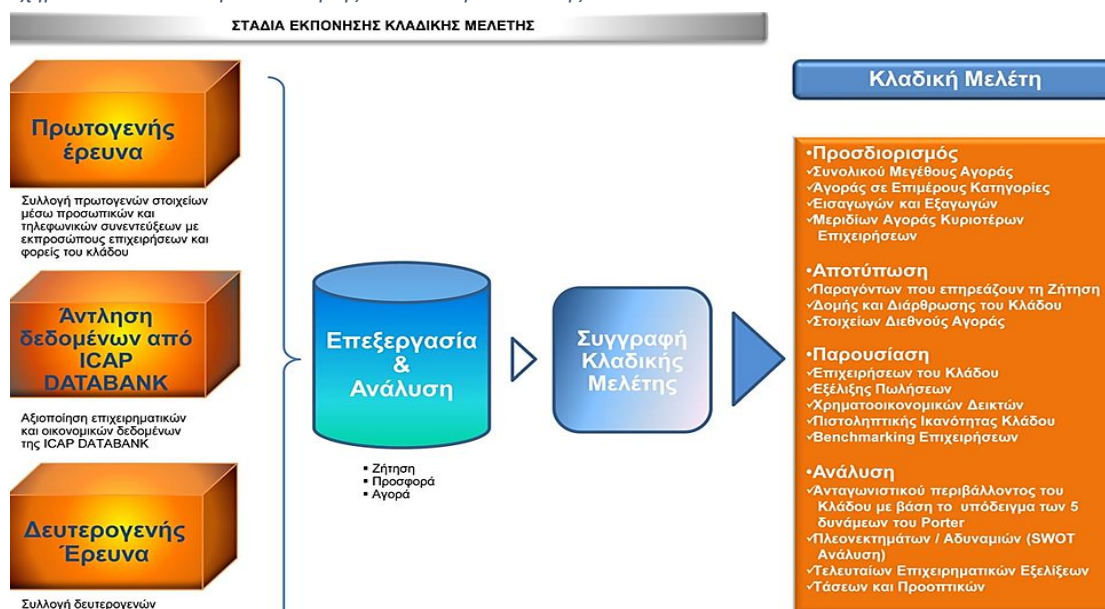 ΣΤΑΔΙΑ ΕΚΠΟΝΗΣΗΣ ΚΛΑΔΙΚΗΣ ΜΕΛΕΤΗΣ
Πρωτογενής
έρευνα
Συλλογή πρωτογενών στοιχείων
μέσω προσωπικών και
τηλεφωνικών συνεντεύξεων με
εκπροσώπους επιχειρήσεων και
φορείς του κλάδου
Άντληση
δεδομένων από
ICAP
DATABANK
Αξιοποίηση επιχειρηματικών
και οικονομικών δεδομένων
της ICAP DATABANK
Δευτερογενής
Έρευνα
Συλλογή δευτερογενών
Επεξεργασία
&
Ανάλυση
▪ Ζήτηση
▪ Προσφορά
▪ Αγορά
Συγγραφή
Κλαδικής
Μελέτης
Κλαδική Μελέτη
•Προσδιορισμός
✓Συνολικού Μεγέθους Αγοράς
✓Αγοράς σε Επιμέρους Κατηγορίες
✓Εισαγωγών και Εξαγωγών
✓Μεριδίων Αγοράς Κυριοτέρων
Επιχειρήσεων
•Αποτύπωση
✓Παραγόντων που επηρεάζουν τη Ζήτηση
✓Δομής και Διάρθρωσης του Κλάδου
✓Στοιχείων Διεθνούς Αγοράς
•Παρουσίαση
✓Επιχειρήσεων του Κλάδου
✓Εξέλιξης Πωλήσεων
✓Χρηματοοικονομικών Δεικτών
✓Πιστοληπτικής Ικανότητας Κλάδου
✓Benchmarking Επιχειρήσεων
•Ανάλυση
✓Ανταγωνιστικού περιβάλλοντος του
Κλάδου με βάση το υπόδειγμα των 5
δυνάμεων του Porter
✓Πλεονεκτημάτων / Αδυναμιών (SWOT
Ανάλυση)
✓Τελευταίων Επιχειρηματικών Εξελίξεων
✓Τάσεων και Προοπτικών